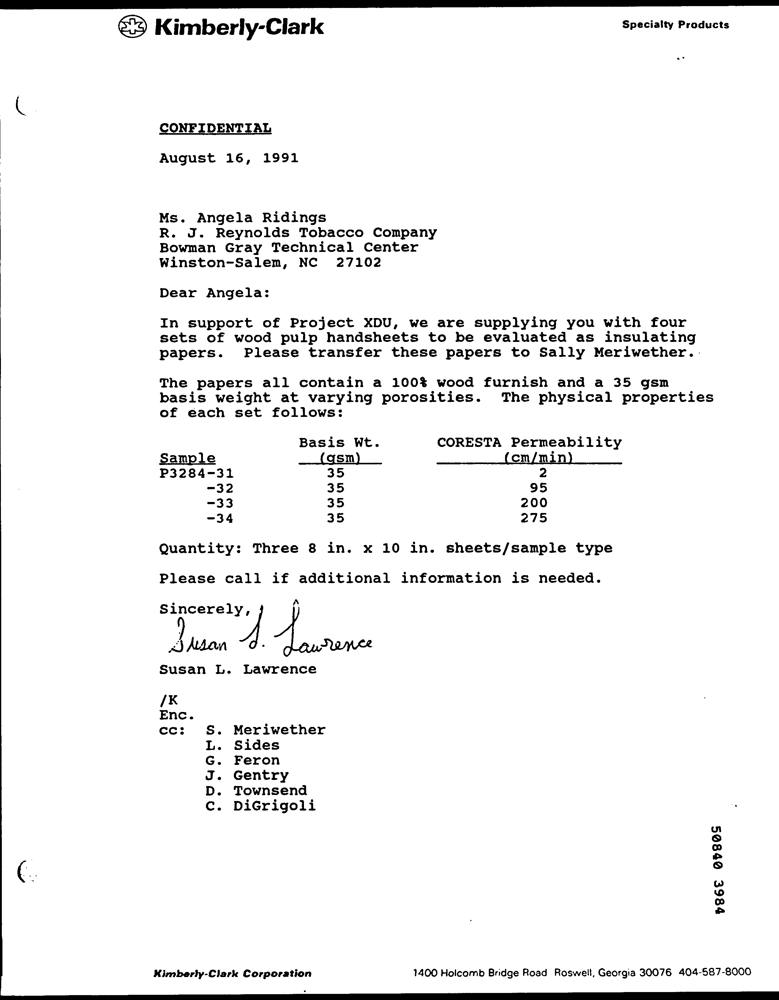 Kimberly-Clark
Specialty Products
CONFIDENTIAL
August 16, 1991
Ms. Angela Ridings
R. J. Reynolds Tobacco Company
Bowman Gray Technical Center
Winston-Salem, NC 27102
Dear Angela:
In support of Project XDU, we are supplying you with four
sets of wood pulp handsheets to be evaluated as insulating
papers. Please transfer these papers to Sally Meriwether.
The papers all contain a 100% wood furnish and a 35 gsm
basis weight at varying porosities. The physical properties
of each set follows:
Basis Wt. CORESTA Permeability
Sample (gsm) (cm/min)
P3284-31 35 2
-32 35 95
-33 35 200
-34 35 275
Quantity: Three 8 in. x 10 in. sheets/sample type
Please call if additional information is needed.
Sincerely,
Susan L. Lawrence
Susan L. Lawrence
/K
Enc.
cc: S. Meriwether
L. Sides
G. Feron
J. Gentry
D. Townsend
C. DiGrigoli
50840 3984
Kimberly-Clark Corporation
1400 Holcomb Bridge Road Roswell, Georgia 30076 404-587-8000